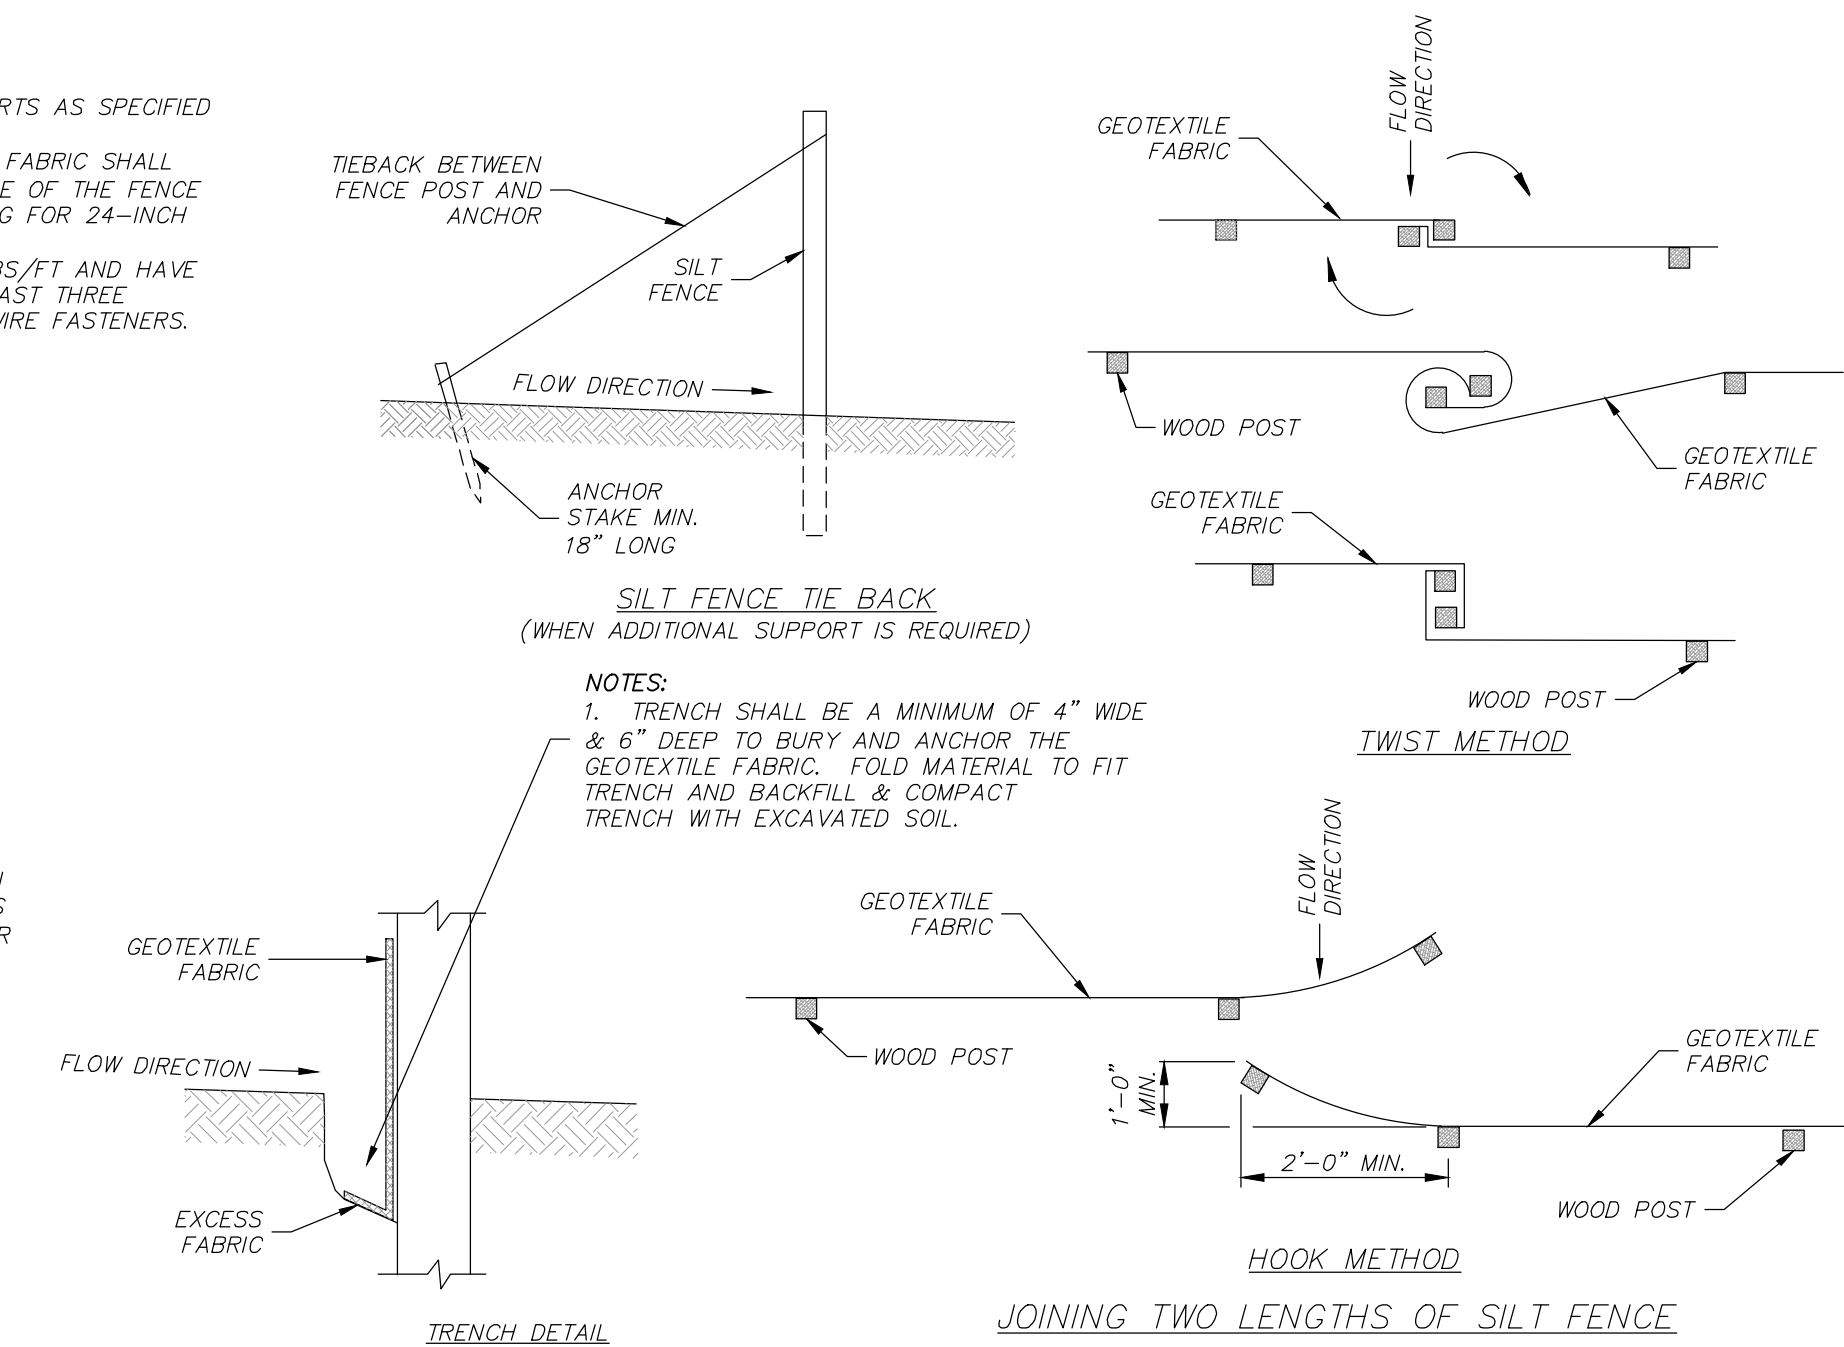 RTS AS SPECIFIED
FABRIC SHALL
E OF THE FENCE
G FOR 24-INCH
BS/FT AND HAVE
AST THREE
WIRE FASTENERS.
TIEBACK BETWEEN
FENCE POST AND
ANCHOR
SILT
FENCE
FLOW DIRECTION
ANCHOR
STAKE MIN.
18" LONG
SILT FENCE TIE BACK
(WHEN ADDITIONAL SUPPORT IS REQUIRED)
NOTES:
1. TRENCH SHALL BE A MINIMUM OF 4" WIDE
& 6" DEEP TO BURY AND ANCHOR THE
GEOTEXTILE FABRIC. FOLD MATERIAL TO FIT
TRENCH AND BACKFILL & COMPACT
TRENCH WITH EXCAVATED SOIL.
FLOW
DIRECTION
GEOTEXTILE
FABRIC
WOOD POST
GEOTEXTILE
FABRIC
GEOTEXTILE
FABRIC
WOOD POST
TWIST METHOD
S
R
GEOTEXTILE
FABRIC
FLOW DIRECTION
EXCESS
FABRIC
TRENCH DETAIL
GEOTEXTILE
FABRIC
FLOW
DIRECTION
WOOD POST
1'-0"
MIN.
2'-0" MIN.
GEOTEXTILE
FABRIC
WOOD POST
HOOK METHOD
JOINING TWO LENGTHS OF SILT FENCE